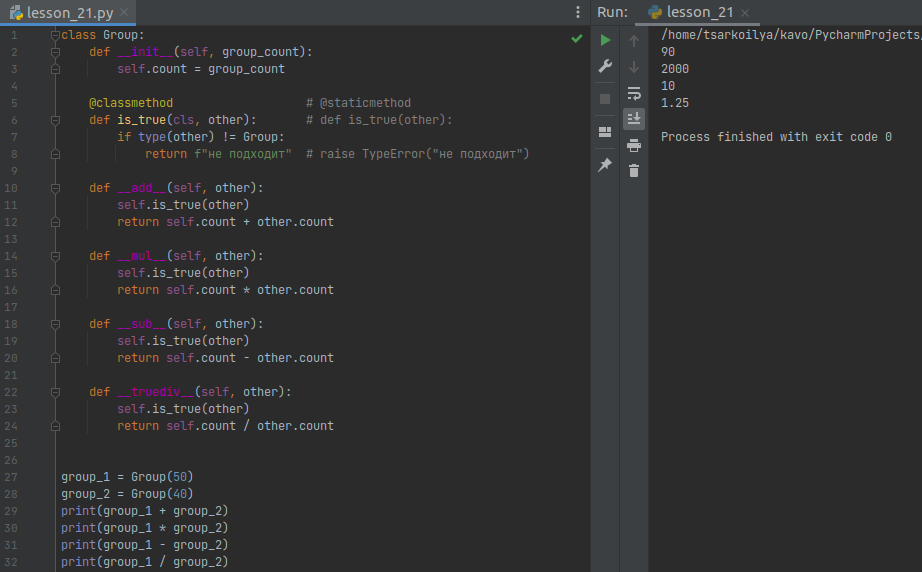 lesson_21.py
1 class Group:
2     def __init__(self, group_count):
3         self.count = group_count
4
5     @classmethod                   # @staticmethod
6     def is_true(cls, other):       # def is_true(other):
7         if type(other) != Group:
8             return f"не подходит"  # raise TypeError("не подходит")
9
10     def __add__(self, other):
11         self.is_true(other)
12         return self.count + other.count
13
14     def __mul__(self, other):
15         self.is_true(other)
16         return self.count * other.count
17
18     def __sub__(self, other):
19         self.is_true(other)
20         return self.count - other.count
21
22     def __truediv__(self, other):
23         self.is_true(other)
24         return self.count / other.count
25
26
27 group_1 = Group(50)
28 group_2 = Group(40)
29 print(group_1 + group_2)
30 print(group_1 * group_2)
31 print(group_1 - group_2)
32 print(group_1 / group_2)
Run: lesson_21
/home/tsarkoilya/kavo/PycharmProjects/
90
2000
10
1.25
Process finished with exit code 0